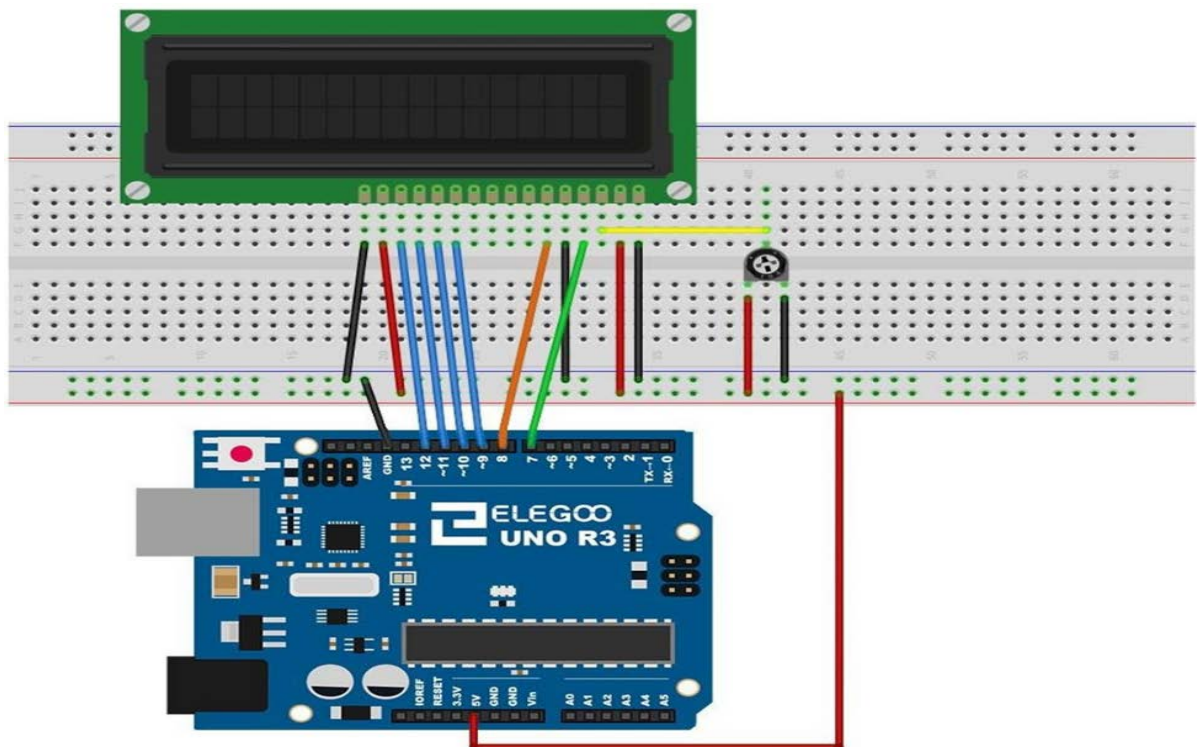 AREF
GND
13
12
~11
~10
~9
8
7
~6
~5
4
~3
2
TX→1
RX←0
ELEGOO
UNO R3
IOREF
RESET
3.3V
5V
GND
GND
Vin
A0
A1
A2
A3
A4
A5